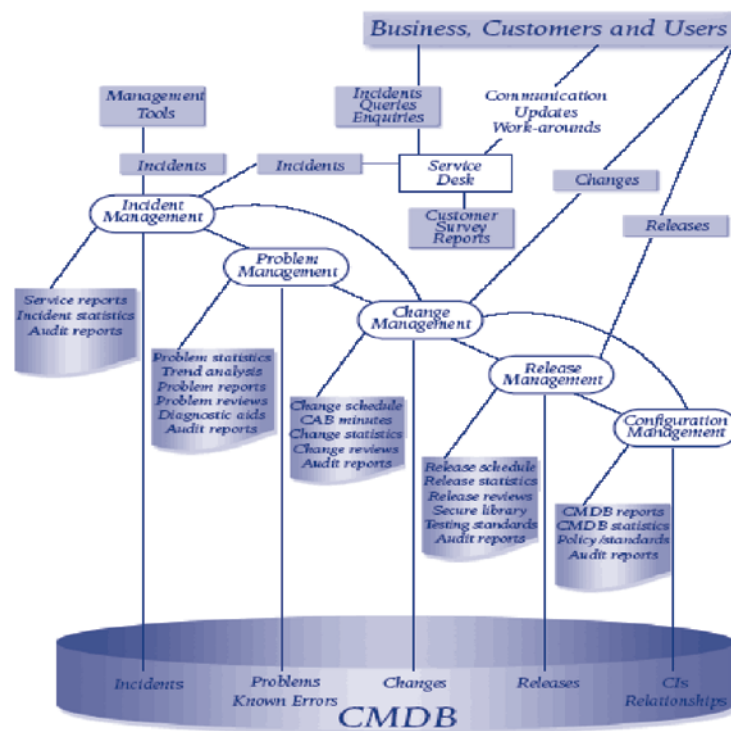 Business, Customers and Users
Management
Tools
Incidents
Queries
Enquiries
Communication
Updates
Work-arounds
Incidents
Incidents
Service
Desk
Changes
Customer
Survey
Reports
Releases
Incident
Management
Problem
Management
Change
Management
Release
Management
Configuration
Management
Service reports
Incident statistics
Audit reports
Problem statistics
Trend analysis
Problem reports
Problem reviews
Diagnostic aids
Audit reports
Change schedule
CAB minutes
Change statistics
Change reviews
Audit reports
Release schedule
Release statistics
Release reviews
Secure library
Testing standards
Audit reports
CMDB reports
CMDB statistics
Policy/standards
Audit reports
Incidents
Problems
Known Errors
Changes
Releases
CIs
Relationships
CMDB